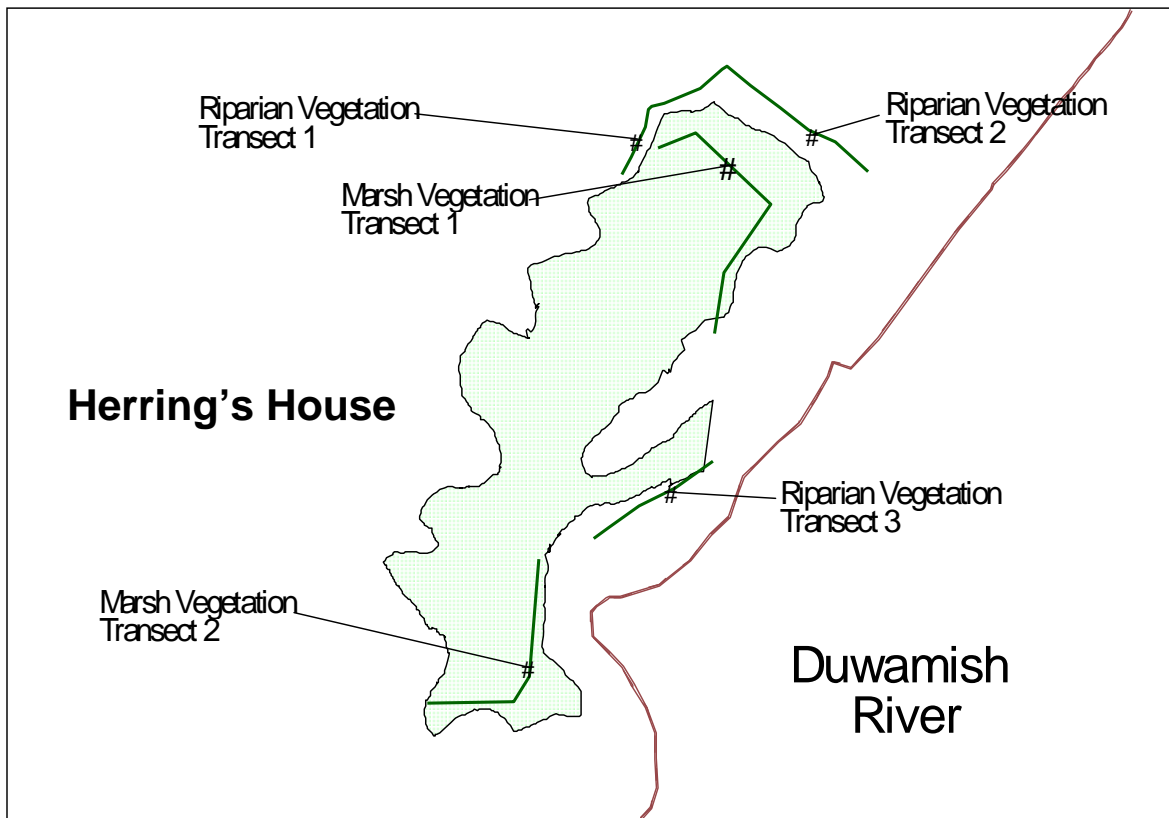 Riparian Vegetation
Transect 1
Riparian Vegetation
Transect 2
#
#
#
Marsh Vegetation
Transect 1
Herring’s House
Riparian Vegetation
Transect 3
#
Marsh Vegetation
Transect 2
#
Duwamish
River